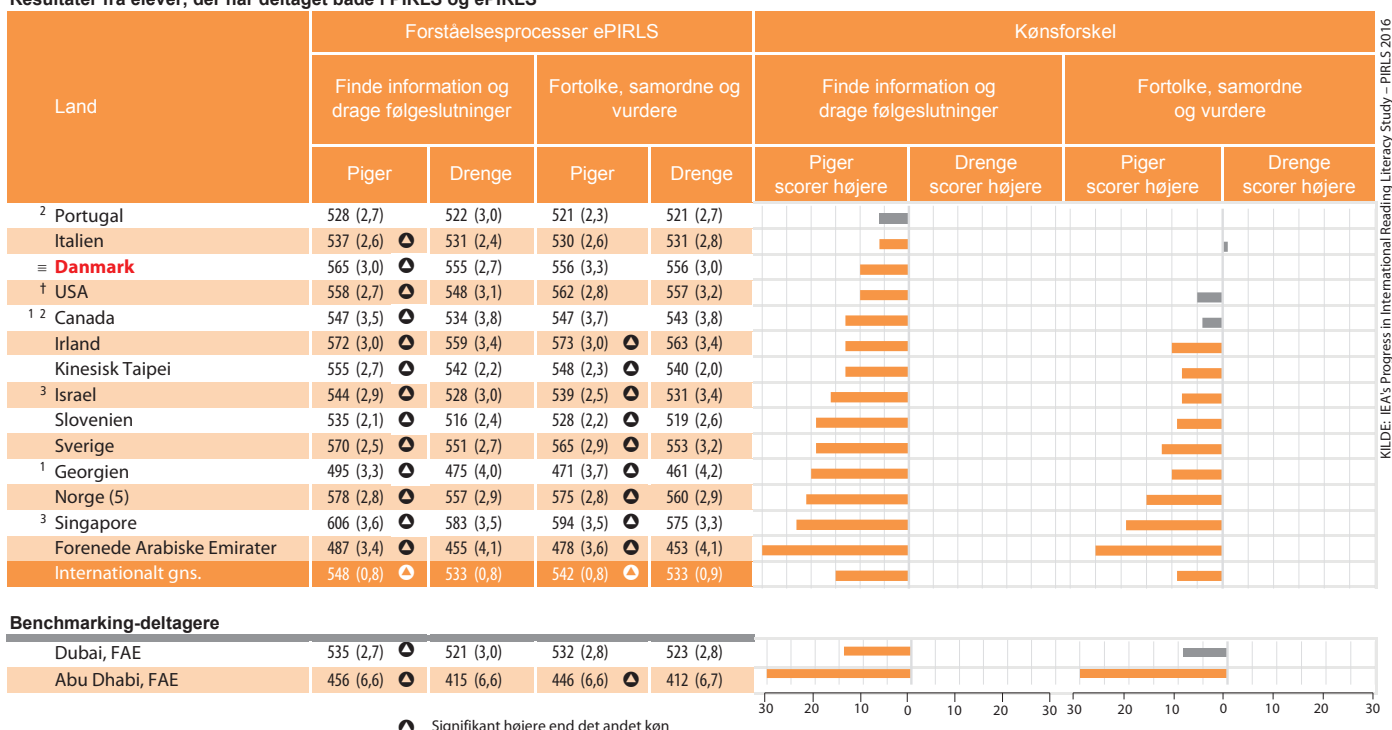 Resultater fra elever, der har deltaget både i PIRLS og ePIRLS
Land
Forståelsesprocesser ePIRLS
Kønsforskel
Finde information og
drage følgeslutninger
Fortolke, samordne og
vurdere
Finde information og
drage følgeslutninger
Fortolke, samordne
og vurdere
Piger
Drenge
Piger
Drenge
Piger
scorer højere
Drenge
scorer højere
Piger
scorer højere
Drenge
scorer højere
2 Portugal 528 (2,7) 522 (3,0) 521 (2,3) 521 (2,7)
Italien 537 (2,6) 531 (2,4) 530 (2,6) 531 (2,8)
≡ Danmark 565 (3,0) 555 (2,7) 556 (3,3) 556 (3,0)
† USA 558 (2,7) 548 (3,1) 562 (2,8) 557 (3,2)
1 2 Canada 547 (3,5) 534 (3,8) 547 (3,7) 543 (3,8)
Irland 572 (3,0) 559 (3,4) 573 (3,0) 563 (3,4)
Kinesisk Taipei 555 (2,7) 542 (2,2) 548 (2,3) 540 (2,0)
3 Israel 544 (2,9) 528 (3,0) 539 (2,5) 531 (3,4)
Slovenien 535 (2,1) 516 (2,4) 528 (2,2) 519 (2,6)
Sverige 570 (2,5) 551 (2,7) 565 (2,9) 553 (3,2)
1 Georgien 495 (3,3) 475 (4,0) 471 (3,7) 461 (4,2)
Norge (5) 578 (2,8) 557 (2,9) 575 (2,8) 560 (2,9)
3 Singapore 606 (3,6) 583 (3,5) 594 (3,5) 575 (3,3)
Forenede Arabiske Emirater 487 (3,4) 455 (4,1) 478 (3,6) 453 (4,1)
Internationalt gns. 548 (0,8) 533 (0,8) 542 (0,8) 533 (0,9)
Benchmarking-deltagere
Dubai, FAE 535 (2,7) 521 (3,0) 532 (2,8) 523 (2,8)
Abu Dhabi, FAE 456 (6,6) 415 (6,6) 446 (6,6) 412 (6,7)
30 20 10 0 10 20 30 30 20 10 0 10 20 30
Signifikant højere end det andet køn
KILDE: IEA's Progress in International Reading Literacy Study – PIRLS 2016